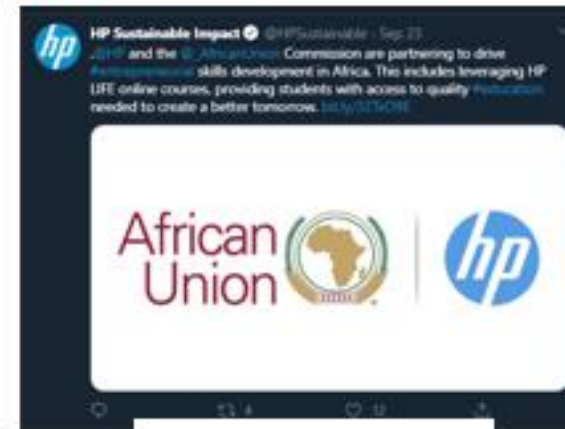 hp
HP Sustainable Impact @HPSustainable · Sep 23
.@HP and the @_AfricanUnion Commission are partnering to drive
#entrepreneurial skills development in Africa. This includes leveraging HP
LIFE online courses, providing students with access to quality #education
needed to create a better tomorrow.
African
Union
hp
4 12